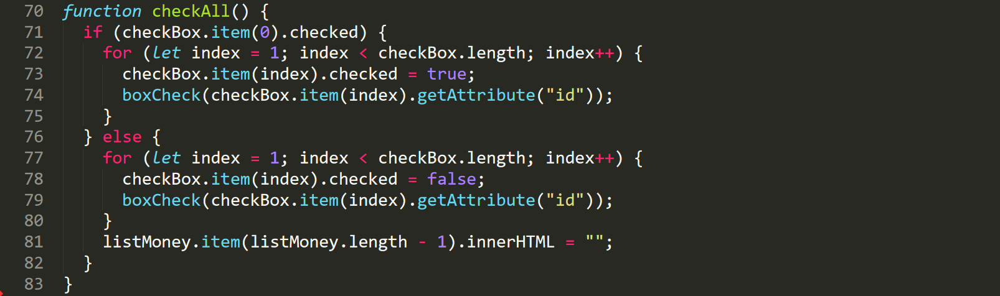 70 function checkAll() {
71   if (checkBox.item(0).checked) {
72     for (let index = 1; index < checkBox.length; index++) {
73       checkBox.item(index).checked = true;
74       boxCheck(checkBox.item(index).getAttribute("id"));
75     }
76   } else {
77     for (let index = 1; index < checkBox.length; index++) {
78       checkBox.item(index).checked = false;
79       boxCheck(checkBox.item(index).getAttribute("id"));
80     }
81     listMoney.item(listMoney.length - 1).innerHTML = "";
82   }
83 }